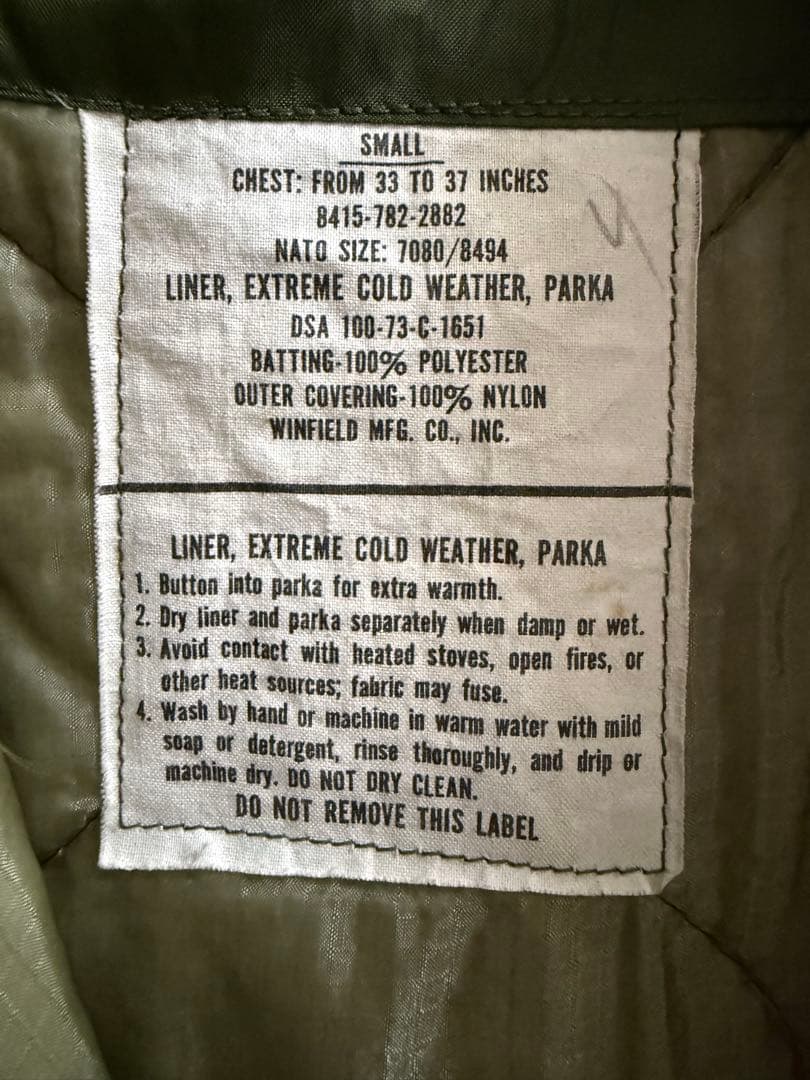 SMALL
CHEST: FROM 33 TO 37 INCHES
8415-782-2882
NATO SIZE: 7080/8494
LINER, EXTREME COLD WEATHER, PARKA
DSA 100-73-C-1651
BATTING-100% POLYESTER
OUTER COVERING-100% NYLON
WINFIELD MFG. CO., INC.
LINER, EXTREME COLD WEATHER, PARKA
1. Button into parka for extra warmth.
2. Dry liner and parka separately when damp or wet.
3. Avoid contact with heated stoves, open fires, or
other heat sources; fabric may fuse.
4. Wash by hand or machine in warm water with mild
soap or detergent, rinse thoroughly, and drip or
machine dry. DO NOT DRY CLEAN.
DO NOT REMOVE THIS LABEL